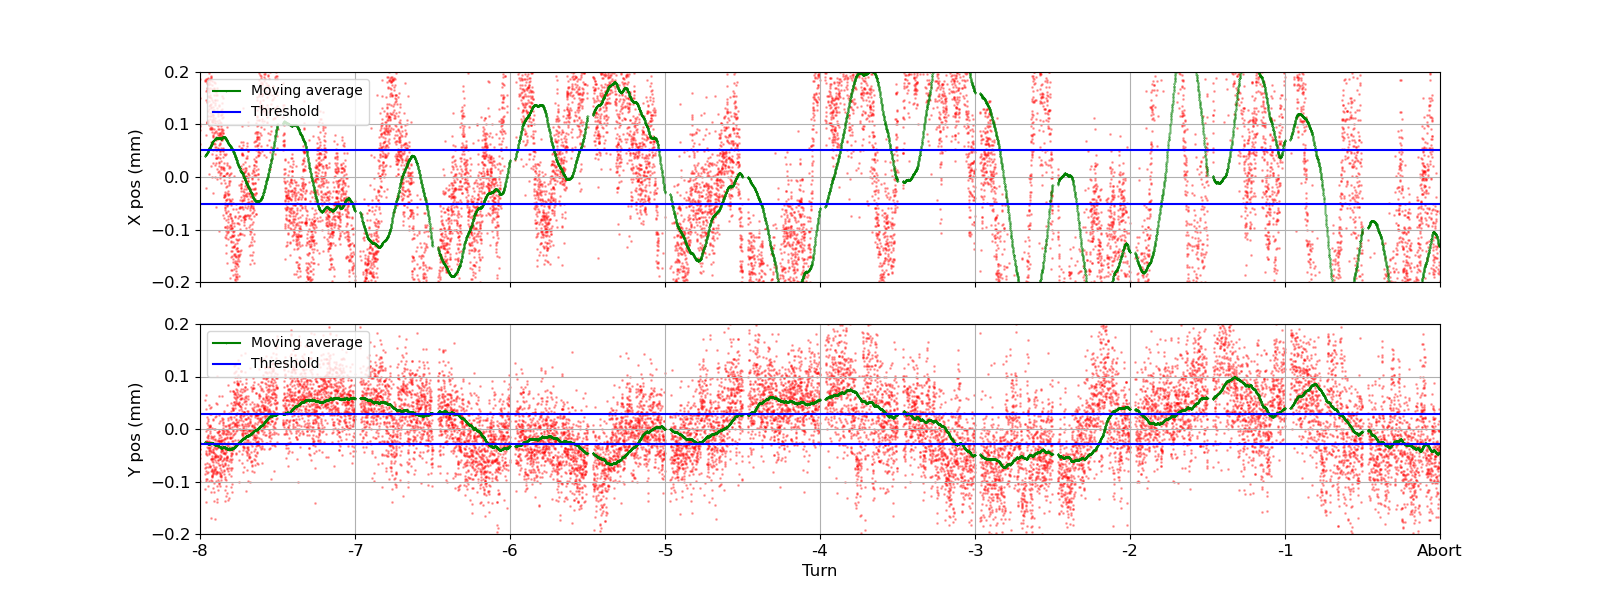 X pos (mm)
0.2
0.1
0.0
−0.1
−0.2
Moving average
Threshold
Y pos (mm)
0.2
0.1
0.0
−0.1
−0.2
Moving average
Threshold
-8 -7 -6 -5 -4 -3 -2 -1 Abort
Turn